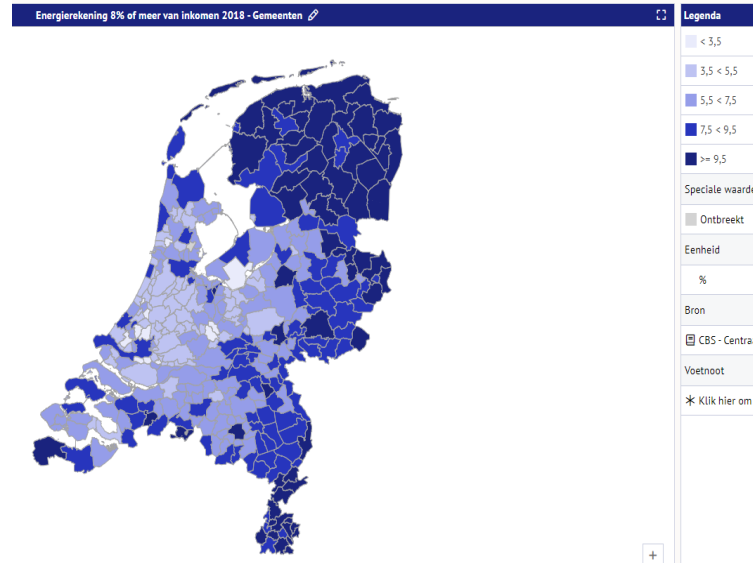 Energierekening 8% of meer van inkomen 2018 - Gemeenten
Legenda
< 3,5
3,5 < 5,5
5,5 < 7,5
7,5 < 9,5
>= 9,5
Speciale waarde
Ontbreekt
Eenheid
%
Bron
CBS - Centraa
Voetnoot
Klik hier om
+